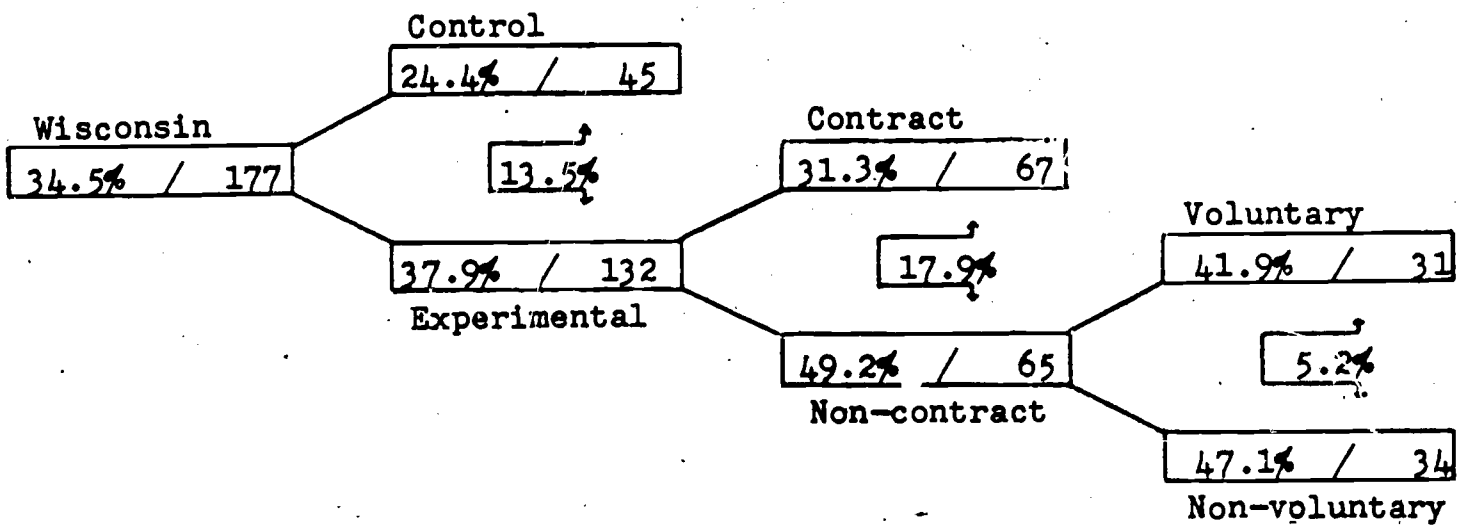 Control
24.4% / 45
Wisconsin
34.5% / 177
13.5%
Contract
31.3% / 67
37.9% / 132
Experimental
17.9%
Voluntary
41.9% / 31
49.2% / 65
Non-contract
5.2%
47.1% / 34
Non-voluntary